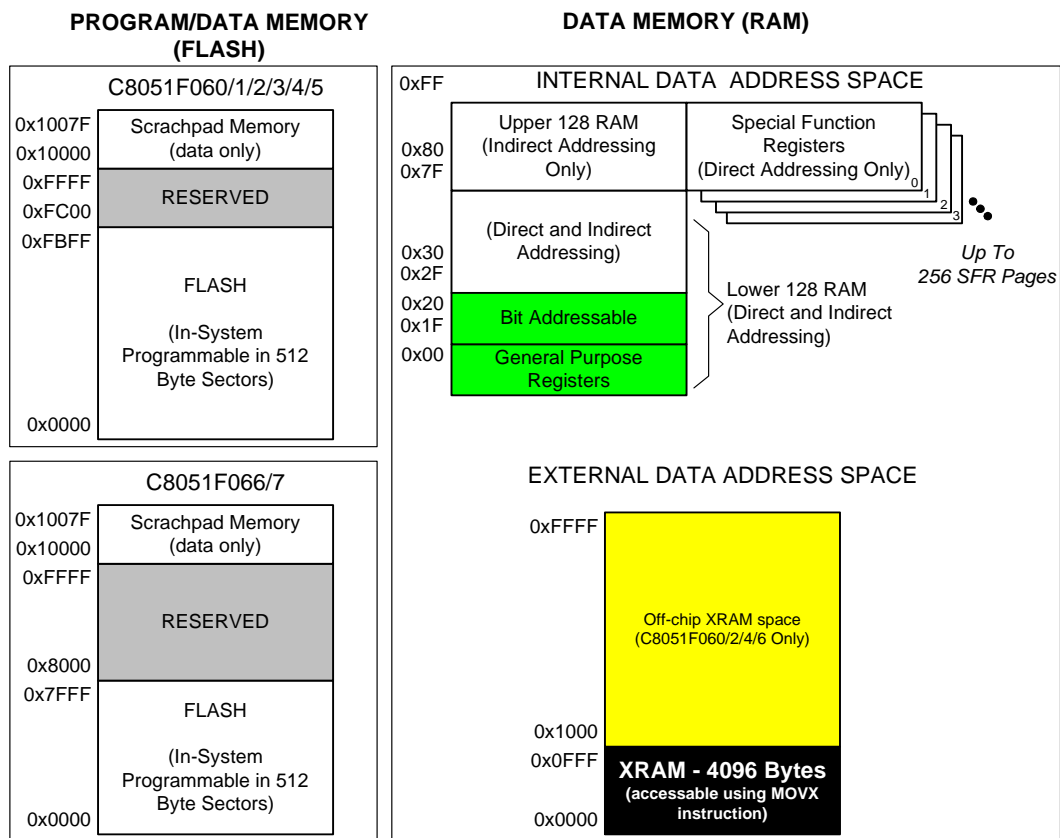 PROGRAM/DATA MEMORY
(FLASH)
C8051F060/1/2/3/4/5
0x1007F
0x10000
Scrachpad Memory
(data only)
0xFFFF
0xFC00
RESERVED
0xFBFF
FLASH
(In-System
Programmable in 512
Byte Sectors)
0x0000
C8051F066/7
0x1007F
0x10000
Scrachpad Memory
(data only)
0xFFFF
RESERVED
0x8000
0x7FFF
FLASH
(In-System
Programmable in 512
Byte Sectors)
0x0000
DATA MEMORY (RAM)
INTERNAL DATA ADDRESS SPACE
0xFF
Upper 128 RAM
(Indirect Addressing
Only)
0x80
0x7F
Special Function
Registers
(Direct Addressing Only)
0
1
2
3
Up To
256 SFR Pages
(Direct and Indirect
Addressing)
0x30
0x2F
Lower 128 RAM
(Direct and Indirect
Addressing)
0x20
0x1F
Bit Addressable
0x00
General Purpose
Registers
EXTERNAL DATA ADDRESS SPACE
0xFFFF
Off-chip XRAM space
(C8051F060/2/4/6 Only)
0x1000
0x0FFF
XRAM - 4096 Bytes
(accessable using MOVX
instruction)
0x0000